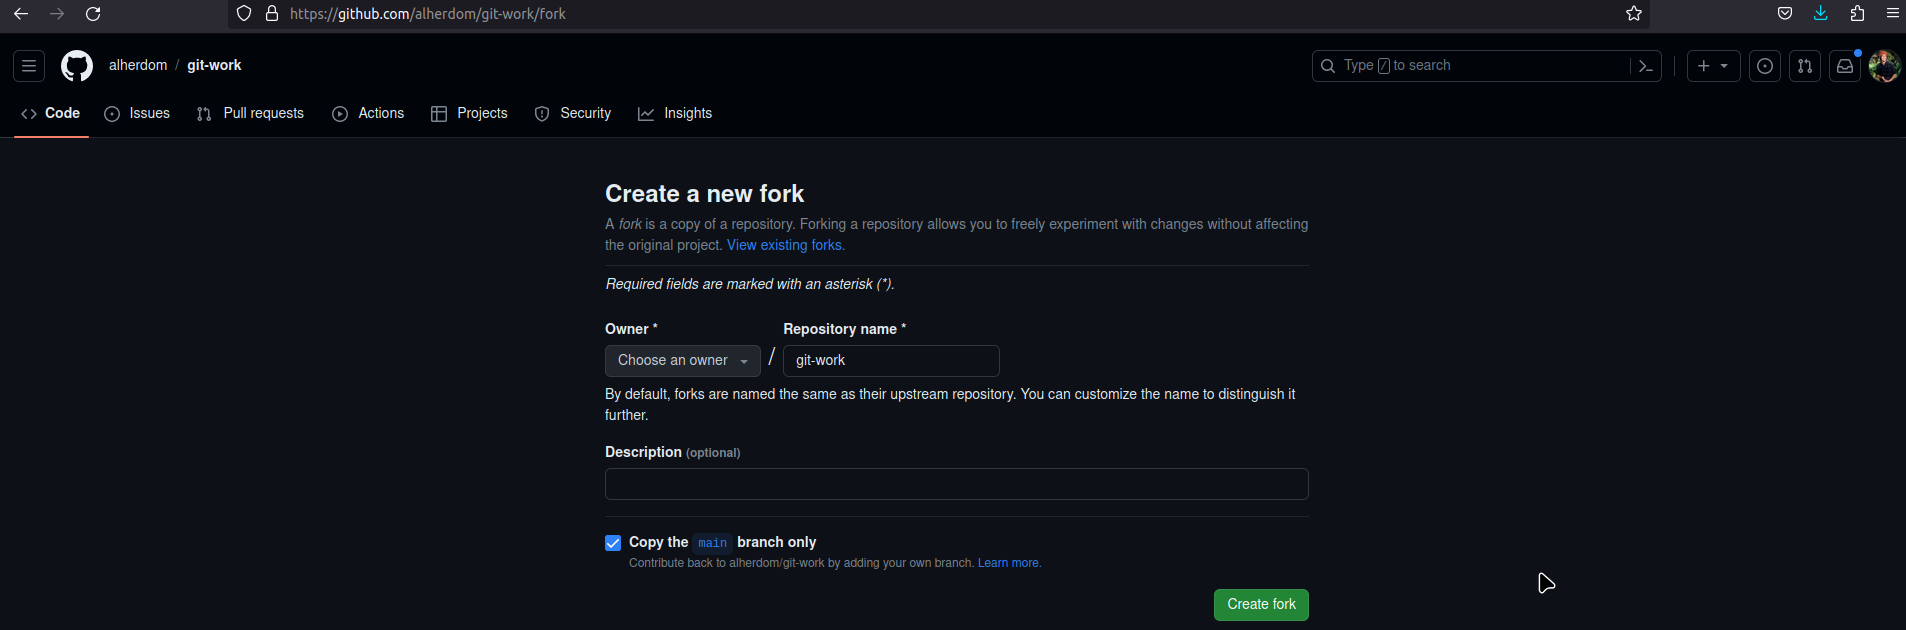 https://github.com/alherdom/git-work/fork
alherdom / git-work
Type / to search
Code Issues Pull requests Actions Projects Security Insights
Create a new fork
A fork is a copy of a repository. Forking a repository allows you to freely experiment with changes without affecting
the original project. View existing forks.
Required fields are marked with an asterisk (*).
Owner * Repository name *
Choose an owner / git-work
By default, forks are named the same as their upstream repository. You can customize the name to distinguish it
further.
Description (optional)
Copy the main branch only
Contribute back to alherdom/git-work by adding your own branch. Learn more.
Create fork